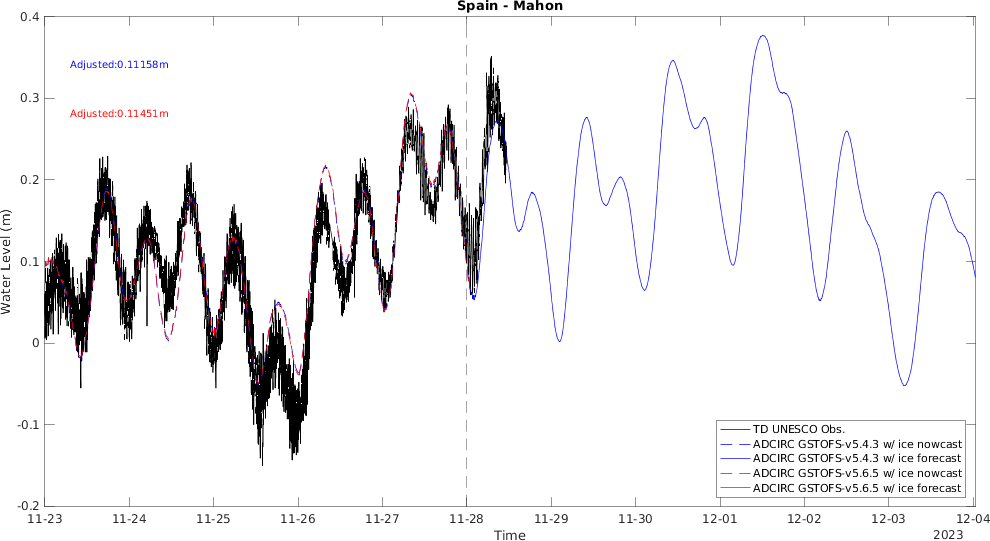 Spain - Mahon
0.4
0.3
0.2
0.1
0
-0.1
-0.2
Water Level (m)
Adjusted:0.11158m
Adjusted:0.11451m
TD UNESCO Obs.
ADCIRC GSTOFS-v5.4.3 w/ ice nowcast
ADCIRC GSTOFS-v5.4.3 w/ ice forecast
ADCIRC GSTOFS-v5.6.5 w/ ice nowcast
ADCIRC GSTOFS-v5.6.5 w/ ice forecast
11-23 11-24 11-25 11-26 11-27 11-28 11-29 11-30 12-01 12-02 12-03 12-04
Time
2023